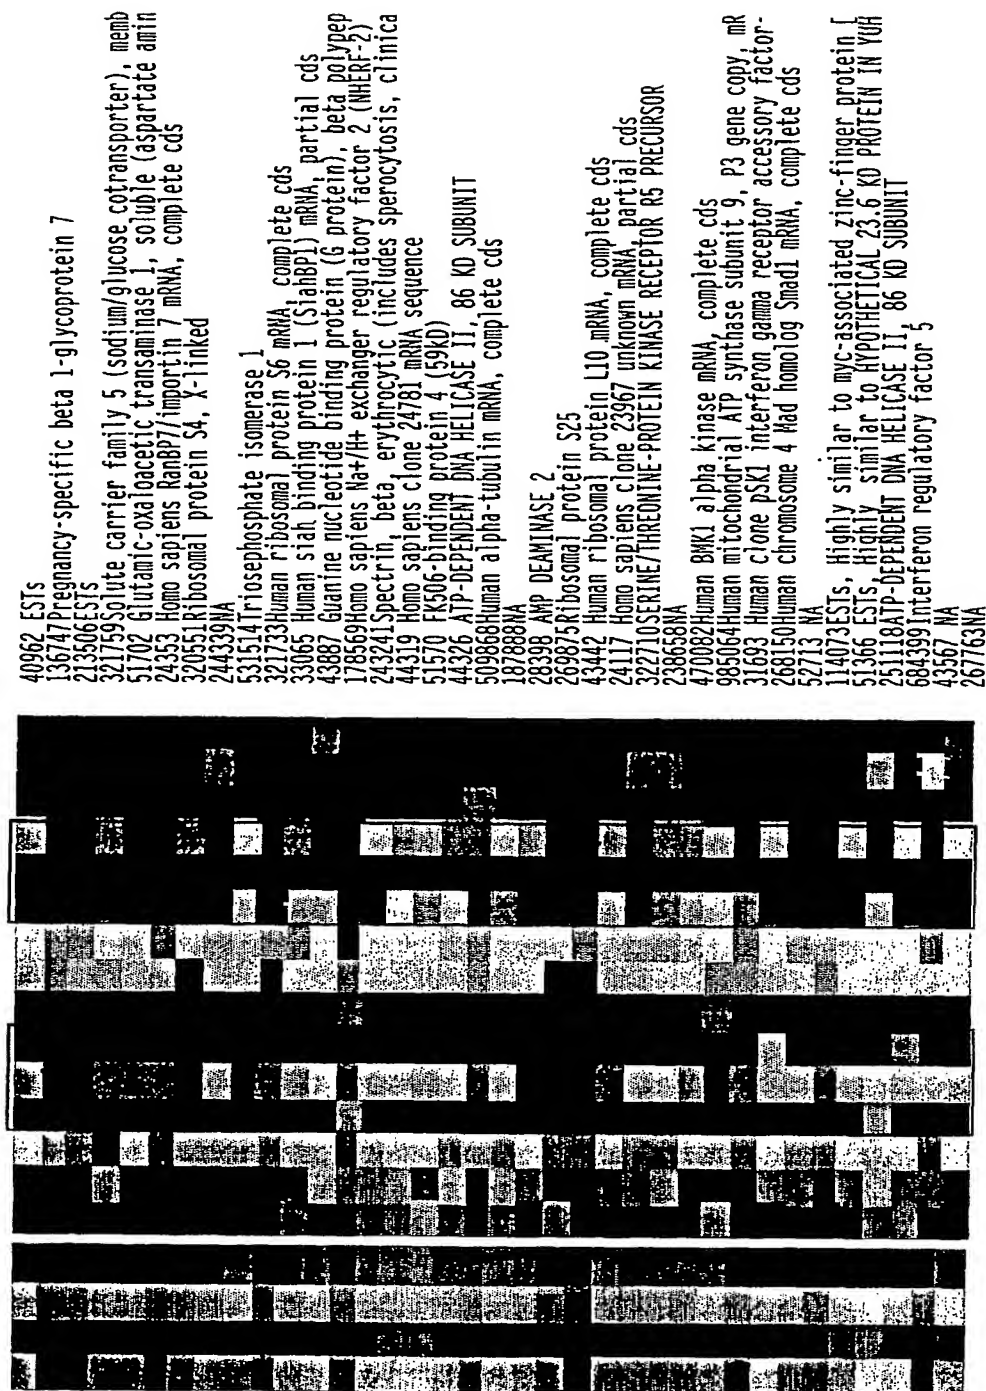 40962 ESTs
136747Pregnancy-specific beta 1-glycoprotein 7
213506ESTs
321759Solute carrier family 5 (sodium/glucose cotransporter), memb
51702 Glutamic-oxaloacetic transaminase 1, soluble (aspartate amin
24353 Homo sapiens RanBP7/importin 7 mRNA, complete cds
320551Ribosomal protein S4, X-linked
244339NA
531514Triosephosphate isomerase 1
321733Human ribosomal protein S6 mRNA, complete cds
33065 Human siah binding protein 1 (SiahBP1) mRNA, partial cds
43887 Guanine nucleotide binding protein (G protein), beta polypep
178569Homo sapiens Na+/H+ exchanger regulatory factor 2 (NHERF-2)
243241Spectrin, beta, erythrocytic (includes sperocytosis, clinica
44319 Homo sapiens clone 24781 mRNA sequence
51570 FK506-binding protein 4 (59kD)
44326 ATP-DEPENDENT DNA HELICASE II, 86 KD SUBUNIT
509868Human alpha-tubulin mRNA, complete cds
187888NA
28398 AMP DEAMINASE 2
269875Ribosomal protein S25
43442 Human ribosomal protein L10 mRNA, complete cds
24117 Homo sapiens clone 23967 unknown mRNA, partial cds
322710SERINE/THREONINE-PROTEIN KINASE RECEPTOR R5 PRECURSOR
238658NA
470082Human BMK1 alpha kinase mRNA, complete cds
985064Human mitochondrial ATP synthase subunit 9, P3 gene copy, mR
31693 Human clone pSK1 interferon gamma receptor accessory factor-
268150Human chromosome 4 Mad homolog Smad1 mRNA, complete cds
52713 NA
114073ESTs, Highly similar to myc-associated zinc-finger protein [
51366 ESTs, Highly similar to HYPOTHETICAL 23.6 KD PROTEIN IN YUH
251118ATP-DEPENDENT DNA HELICASE II, 86 KD SUBUNIT
684399Interferon regulatory factor 5
43567 NA
267763NA